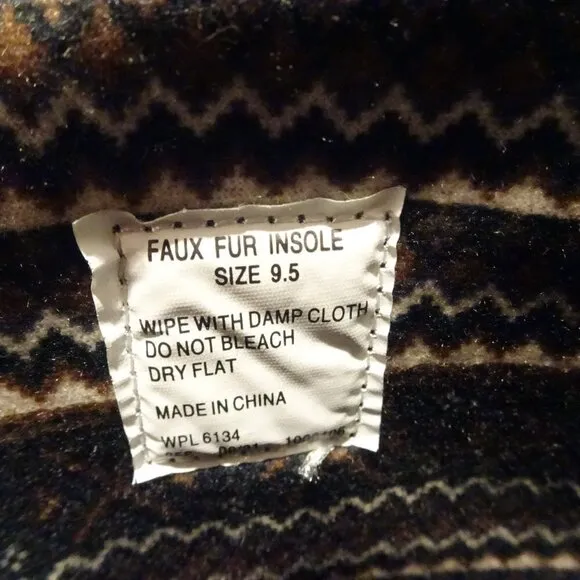 FAUX FUR INSOLE
SIZE 9.5
WIPE WITH DAMP CLOTH
DO NOT BLEACH
DRY FLAT
MADE IN CHINA
WPL 6134